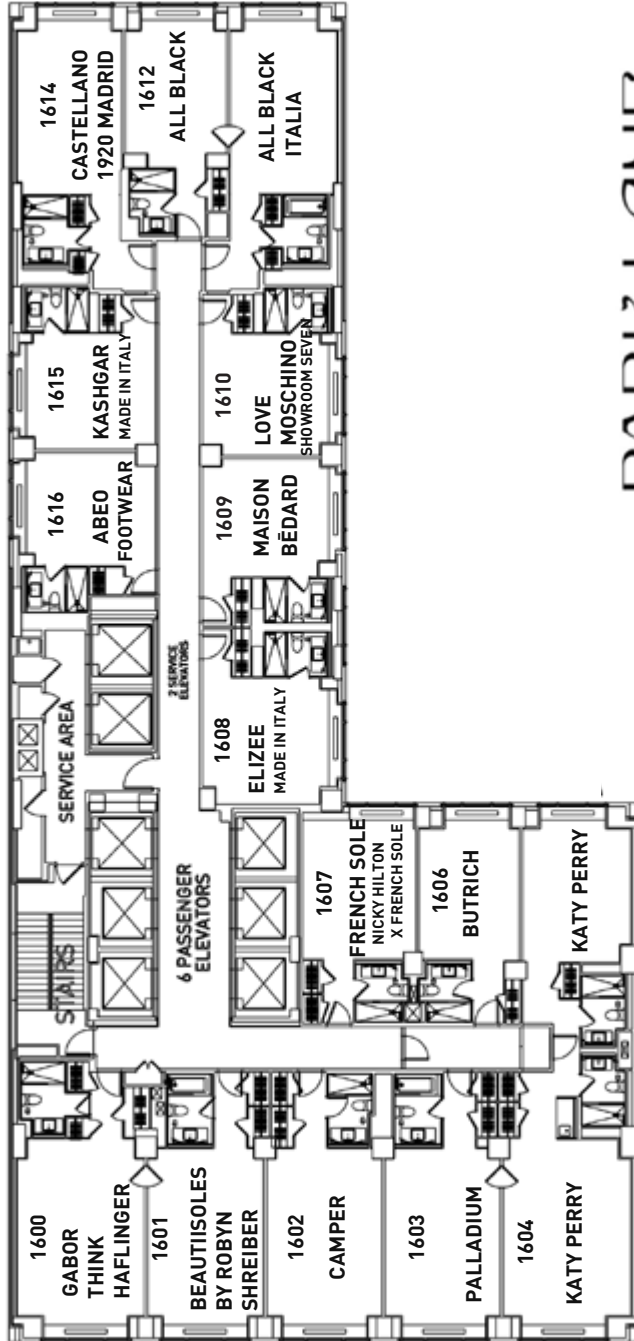 1614
CASTELLANO
1920 MADRID
1612
ALL BLACK
ALL BLACK
ITALIA
1615
KASHGAR
MADE IN ITALY
1610
LOVE
MOSCHINO
SHOWROOM SEVEN
1616
ABEO
FOOTWEAR
1609
MAISON
BĒDARD
SERVICE AREA
2 SERVICE
ELEVATORS
1608
ELIZEE
MADE IN ITALY
STAIRS
6 PASSENGER
ELEVATORS
1607
FRENCH SOLE
NICKY HILTON
X FRENCH SOLE
1606
BUTRICH
KATY PERRY
1600
GABOR
THINK
HAFLINGER
1601
BEAUTIISOLES
BY ROBYN
SHREIBER
1602
CAMPER
1603
PALLADIUM
1604
KATY PERRY